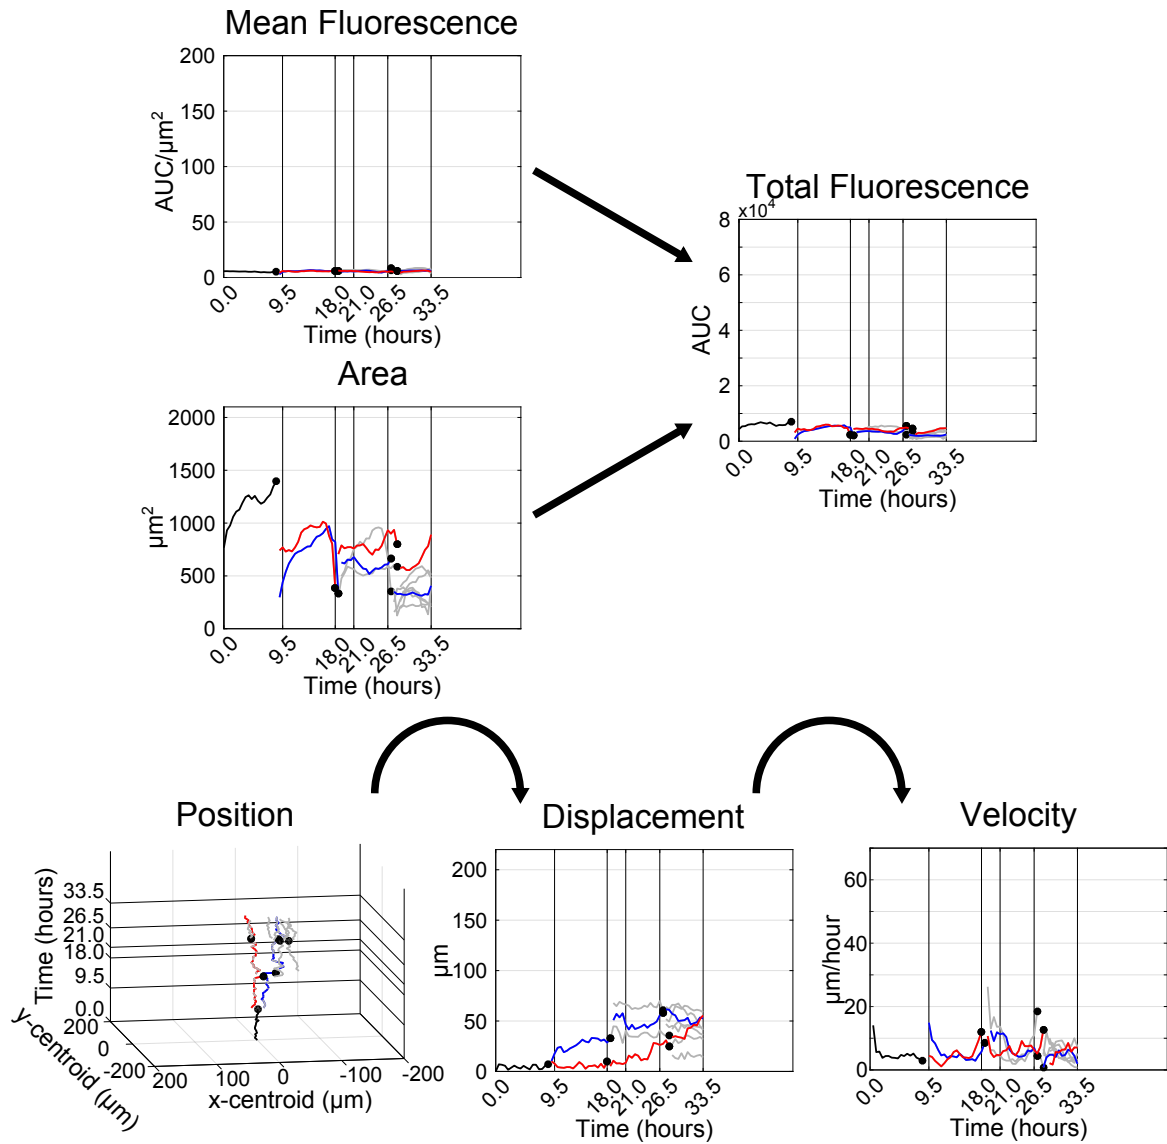 Mean Fluorescence
200
150
100
50
0
AUC/µm²
0.0 9.5 18.0 21.0 26.5 33.5
Time (hours)
Total Fluorescence
x10⁴
8
6
4
2
0
AUC
0.0 9.5 18.0 21.0 26.5 33.5
Time (hours)
Area
2000
1500
1000
500
0
µm²
0.0 9.5 18.0 21.0 26.5 33.5
Time (hours)
Position
33.5
26.5
21.0
18.0
9.5
0.0
Time (hours)
200
0
-200
y-centroid (µm)
200 100 0 -100 -200
x-centroid (µm)
Displacement
200
150
100
50
0
µm
0.0 9.5 18.0 21.0 26.5 33.5
Time (hours)
Velocity
60
40
20
0
µm/hour
0.0 9.5 18.0 21.0 26.5 33.5
Time (hours)